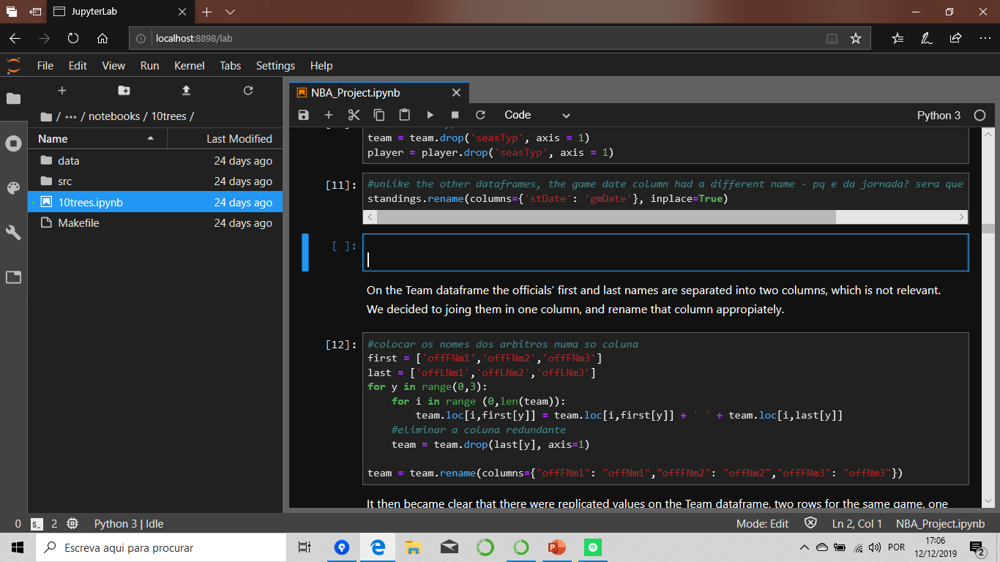 JupyterLab
localhost:8898/lab
File Edit View Run Kernel Tabs Settings Help
NBA_Project.ipynb
/ ··· / notebooks / 10trees /
Code
Python 3
Name Last Modified
data 24 days ago
src 24 days ago
10trees.ipynb 24 days ago
Makefile 24 days ago
team = team.drop('seasTyp', axis = 1)
player = player.drop('seasTyp', axis = 1)
[11]:
#unlike the other dataframes, the game date column had a different name - pq e da jornada? sera que
standings.rename(columns={'stDate': 'gmDate'}, inplace=True)
[ ]:
On the Team dataframe the officials' first and last names are separated into two columns, which is not relevant.
We decided to joing them in one column, and rename that column appropiately.
[12]:
#colocar os nomes dos arbitros numa so coluna
first = ['offFNm1','offFNm2','offFNm3']
last = ['offLNm1','offLNm2','offLNm3']
for y in range(0,3):
    for i in range (0,len(team)):
        team.loc[i,first[y]] = team.loc[i,first[y]] + ' ' + team.loc[i,last[y]]
    #eliminar a coluna redundante
    team = team.drop(last[y], axis=1)
team = team.rename(columns={"offFNm1": "offNm1","offFNm2": "offNm2","offFNm3": "offNm3"})
It then became clear that there were replicated values on the Team dataframe, two rows for the same game, one
0 $_ 2 Python 3 | Idle
Mode: Edit Ln 2, Col 1 NBA_Project.ipynb
Escreva aqui para procurar
POR
17:06
12/12/2019
2